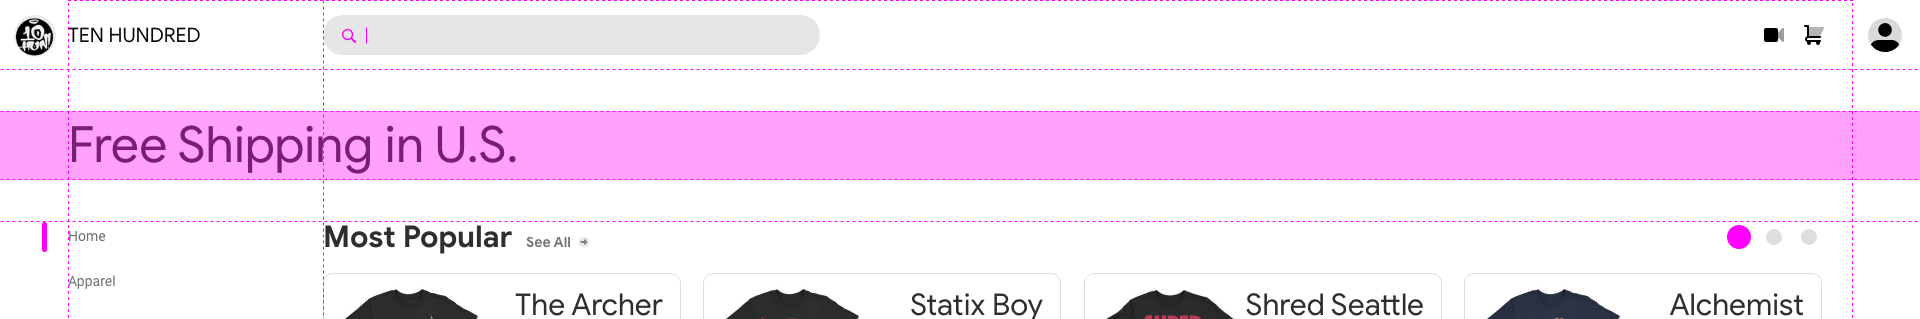 TEN HUNDRED
Free Shipping in U.S.
Home
Apparel
Most Popular See All
The Archer
Statix Boy
Shred Seattle
Alchemist